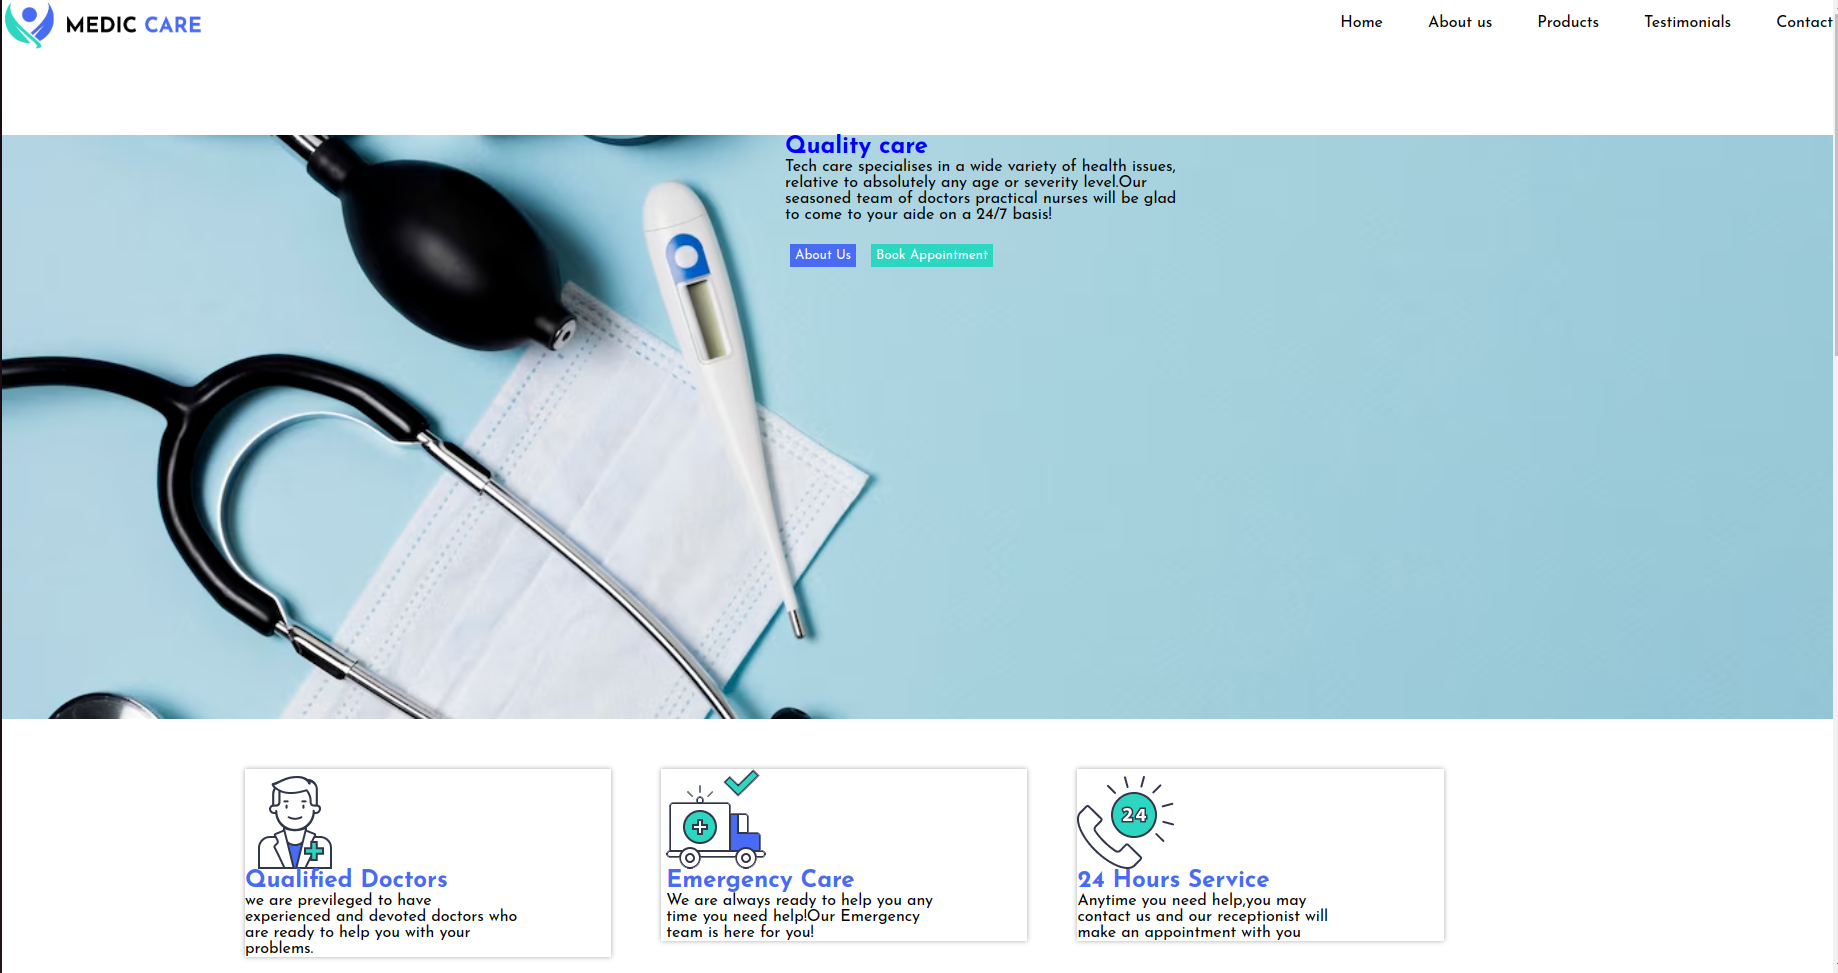 MEDIC CARE
Home About us Products Testimonials Contact
Quality care
Tech care specialises in a wide variety of health issues,
relative to absolutely any age or severity level.Our
seasoned team of doctors practical nurses will be glad
to come to your aide on a 24/7 basis!
About Us Book Appointment
24
Qualified Doctors
we are previleged to have
experienced and devoted doctors who
are ready to help you with your
problems.
Emergency Care
We are always ready to help you any
time you need help!Our Emergency
team is here for you!
24 Hours Service
Anytime you need help,you may
contact us and our receptionist will
make an appointment with you